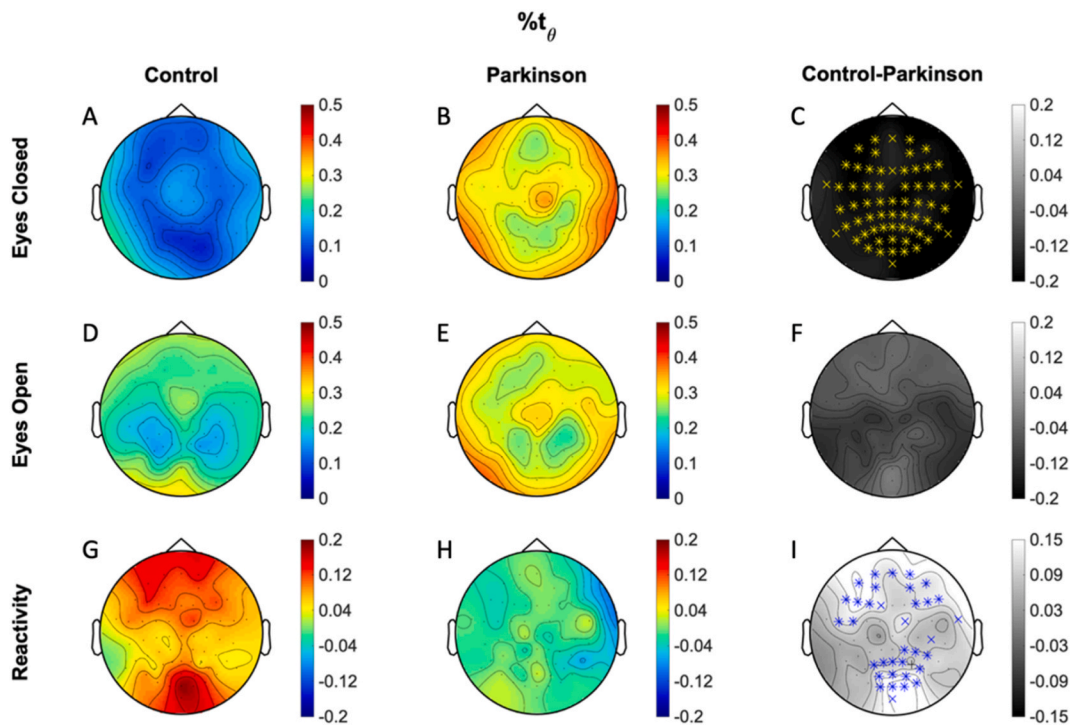 %tθ
Control Parkinson Control-Parkinson
Eyes Closed
A 0.5 0.4 0.3 0.2 0.1 0
B 0.5 0.4 0.3 0.2 0.1 0
C 0.2 0.12 0.04 -0.04 -0.12 -0.2
Eyes Open
D 0.5 0.4 0.3 0.2 0.1 0
E 0.5 0.4 0.3 0.2 0.1 0
F 0.2 0.12 0.04 -0.04 -0.12 -0.2
Reactivity
G 0.2 0.12 0.04 -0.04 -0.12 -0.2
H 0.2 0.12 0.04 -0.04 -0.12 -0.2
I 0.15 0.09 0.03 -0.03 -0.09 -0.15